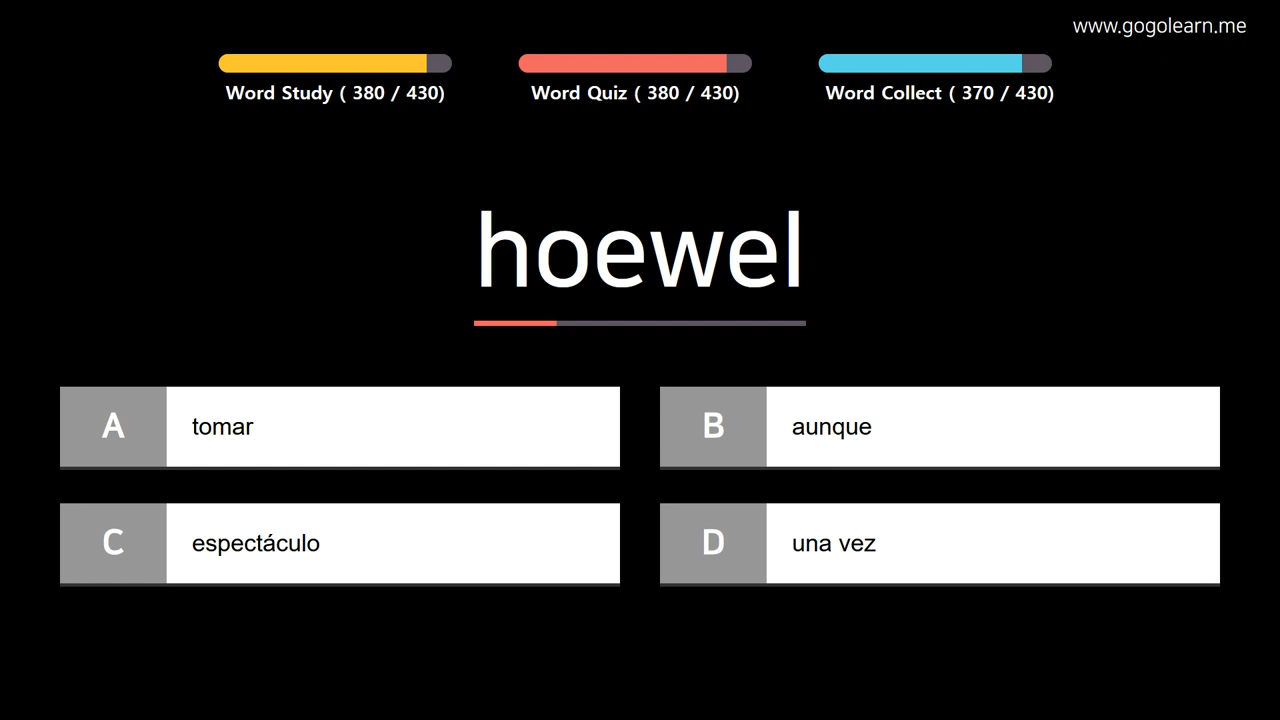 www.gogolearn.me
Word Study ( 380 / 430)
Word Quiz ( 380 / 430)
Word Collect ( 370 / 430)
hoewel
A
tomar
B
aunque
C
espectáculo
D
una vez